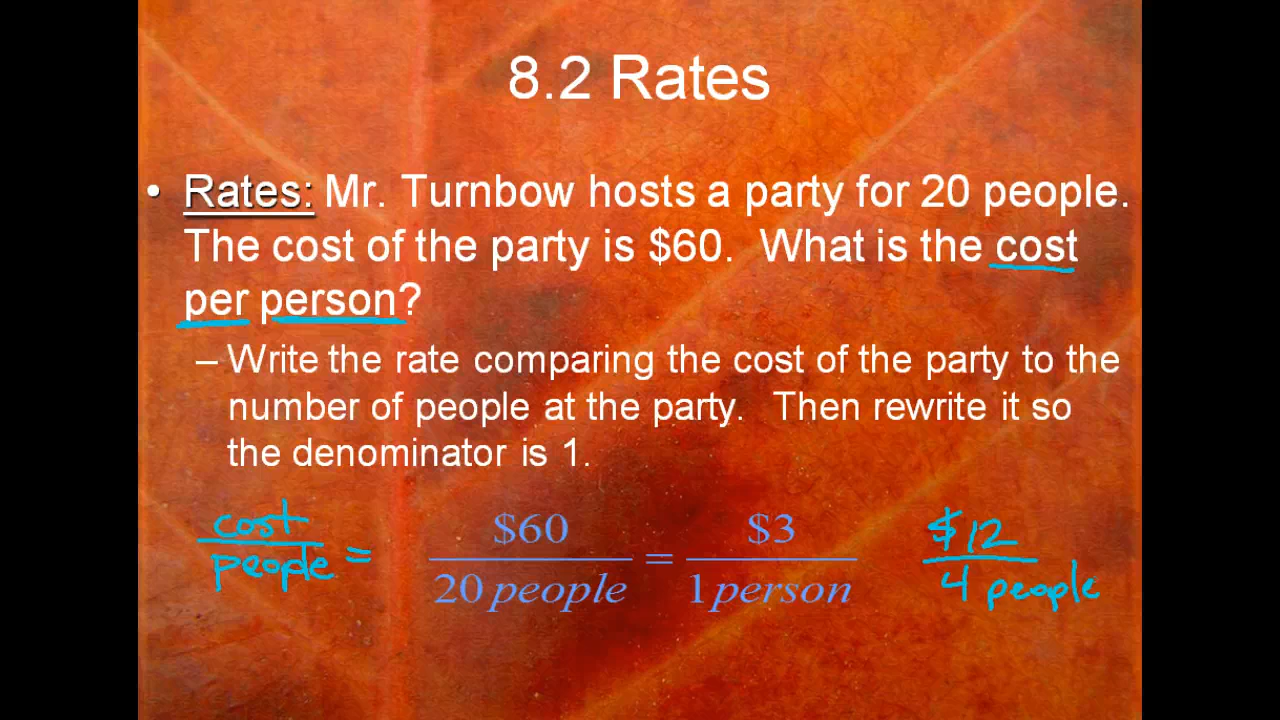 8.2 Rates
• Rates: Mr. Turnbow hosts a party for 20 people.
The cost of the party is $60.  What is the cost
per person?
– Write the rate comparing the cost of the party to the
number of people at the party.  Then rewrite it so
the denominator is 1.
cost/people = $60/20 people = $3/1 person $12/4 people